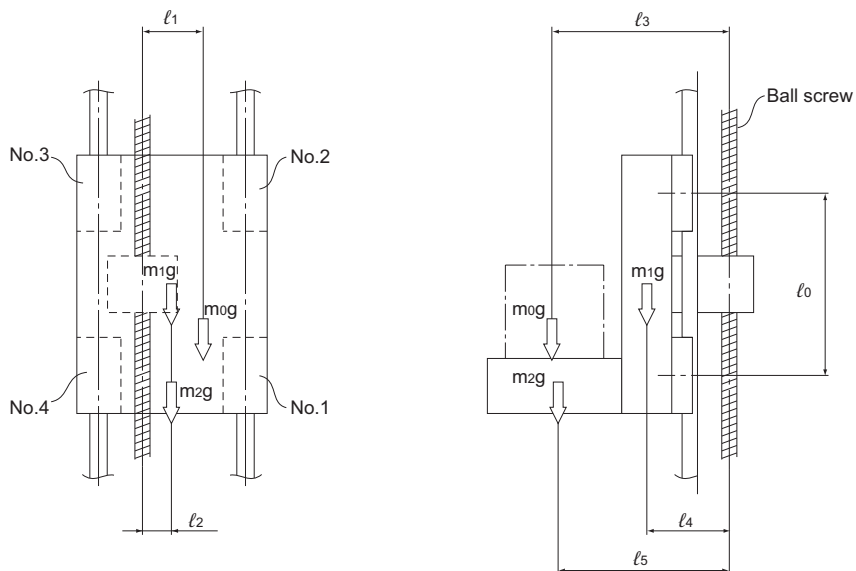 ℓ1
ℓ3
Ball screw
No.3
No.2
m1g
m0g
m2g
No.4
No.1
ℓ2
m1g
m0g
m2g
ℓ0
ℓ4
ℓ5